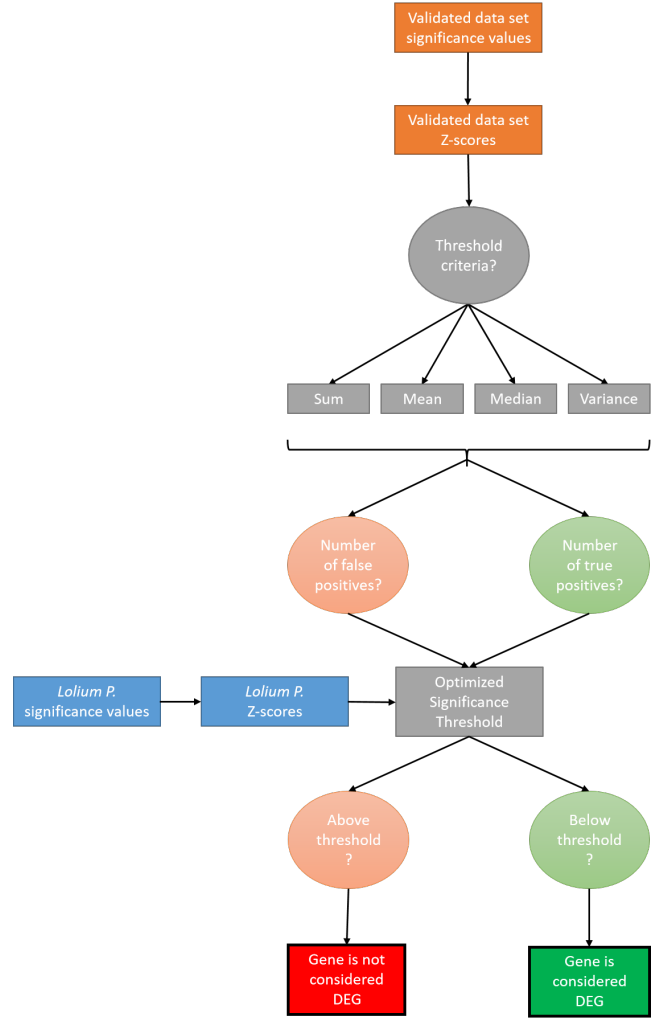 Validated data set
significance values
Validated data set
Z-scores
Threshold
criteria?
Sum
Mean
Median
Variance
Number
of false
positives?
Number
of true
positives?
Lolium P.
significance values
Lolium P.
Z-scores
Optimized
Significance
Threshold
Above
threshold
?
Below
threshold
?
Gene is not
considered
DEG
Gene is
considered
DEG